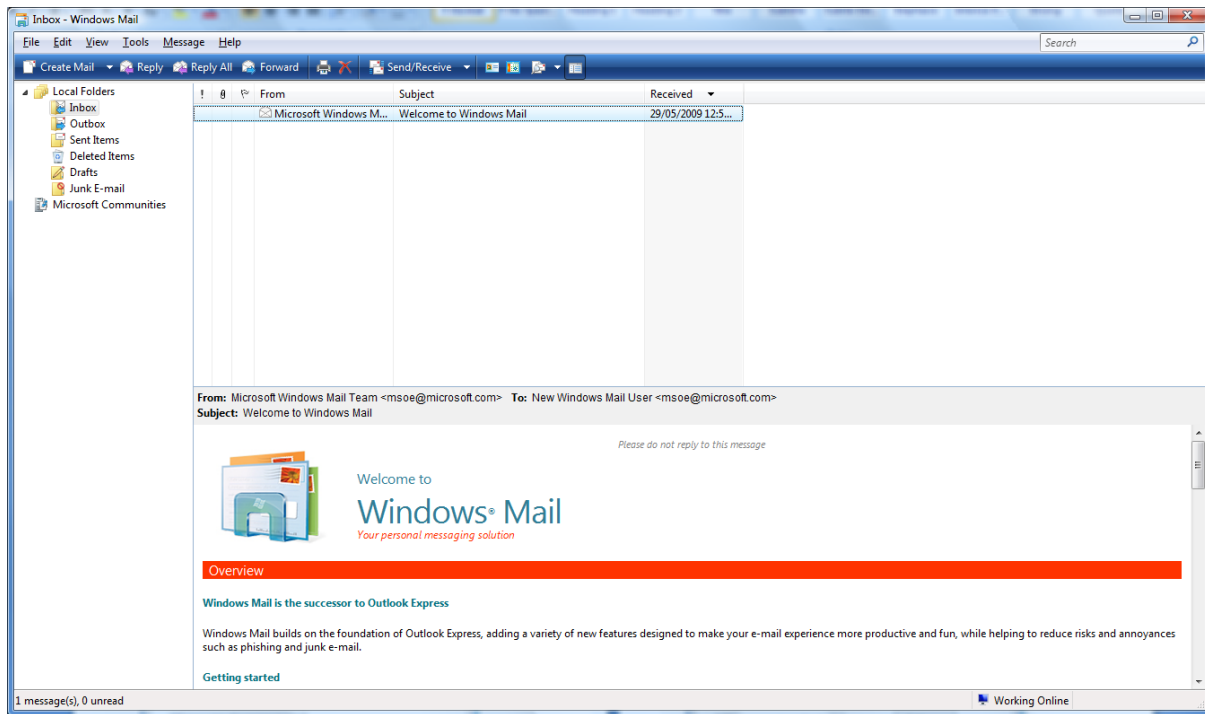 Inbox - Windows Mail
File Edit View Tools Message Help
Search
Create Mail Reply Reply All Forward Send/Receive
Local Folders
Inbox
Outbox
Sent Items
Deleted Items
Drafts
Junk E-mail
Microsoft Communities
! From Subject Received
Microsoft Windows M... Welcome to Windows Mail 29/05/2009 12:5...
From: Microsoft Windows Mail Team <msoe@microsoft.com> To: New Windows Mail User <msoe@microsoft.com>
Subject: Welcome to Windows Mail
Please do not reply to this message
Welcome to
Windows® Mail
Your personal messaging solution
Overview
Windows Mail is the successor to Outlook Express
Windows Mail builds on the foundation of Outlook Express, adding a variety of new features designed to make your e-mail experience more productive and fun, while helping to reduce risks and annoyances
such as phishing and junk e-mail.
Getting started
1 message(s), 0 unread
Working Online